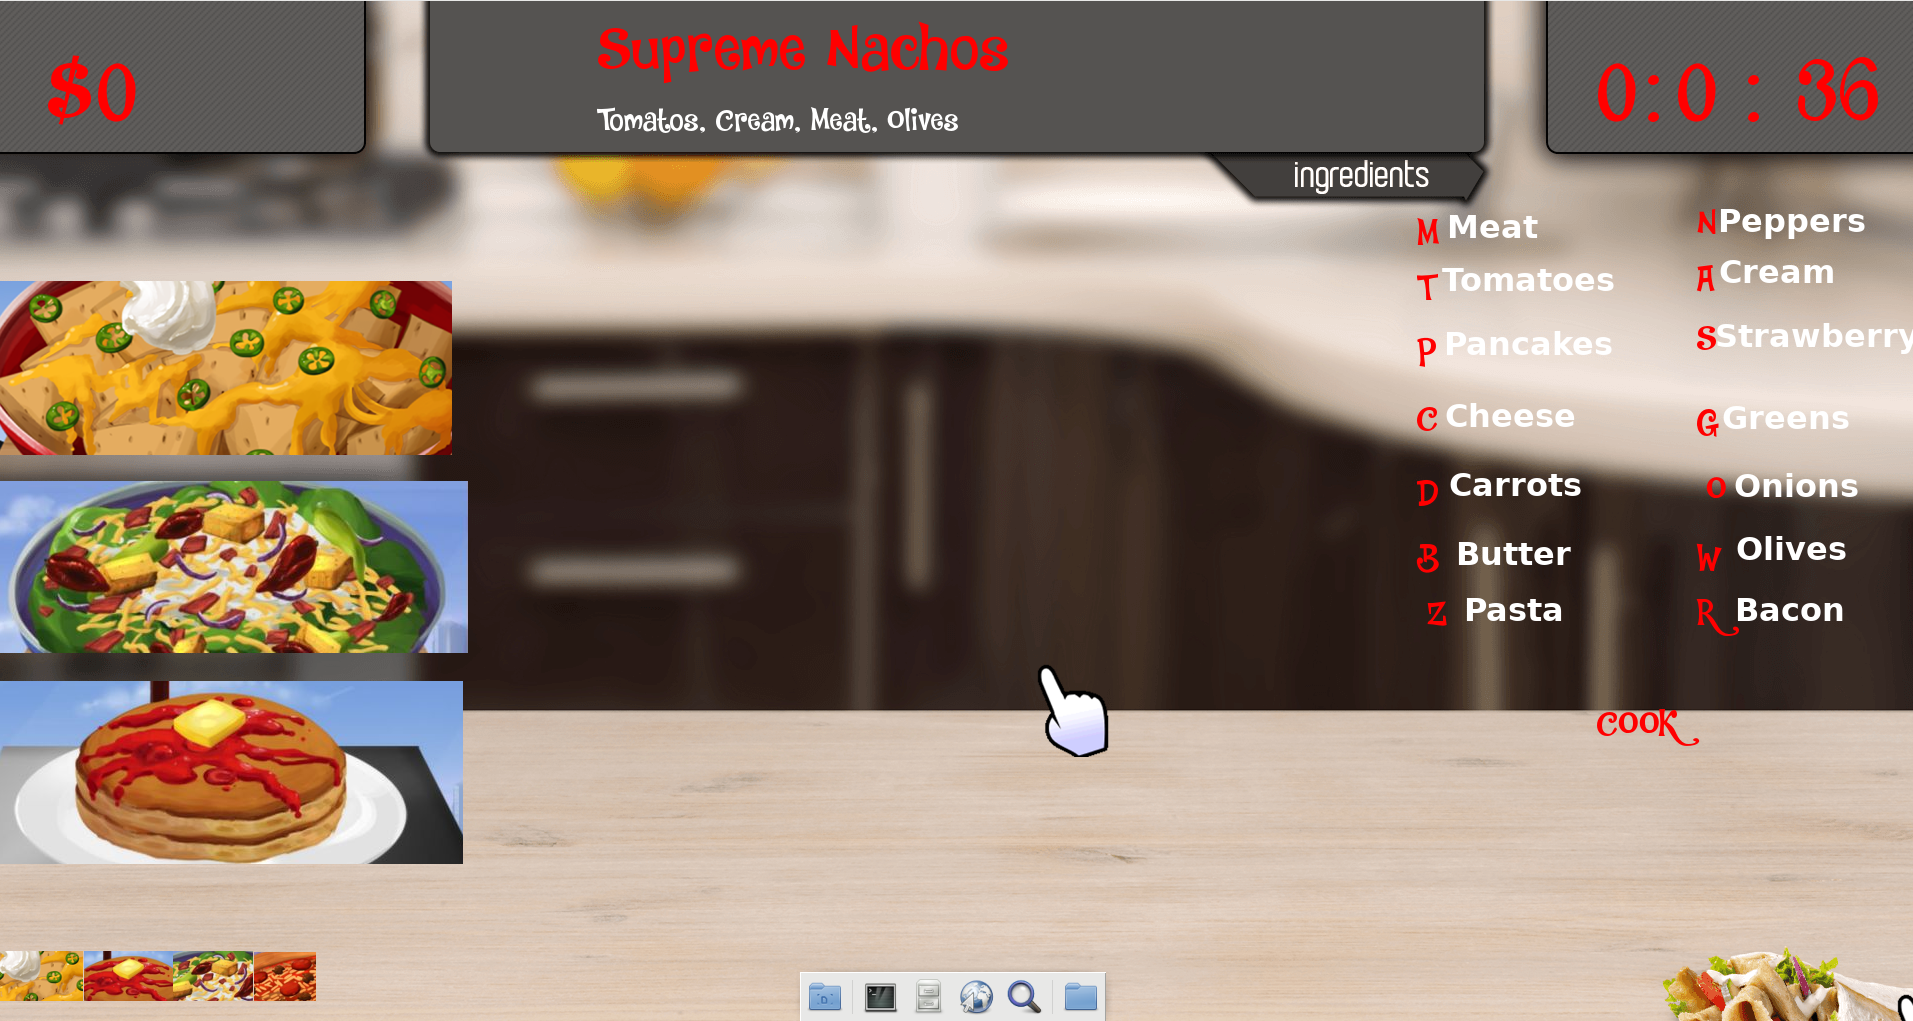 $0
Supreme Nachos
Tomatos, Cream, Meat, Olives
0:0 : 36
ingredients
M Meat
N Peppers
T Tomatoes
A Cream
P Pancakes
S Strawberry
C Cheese
G Greens
D Carrots
O Onions
B Butter
W Olives
Z Pasta
R Bacon
COOK